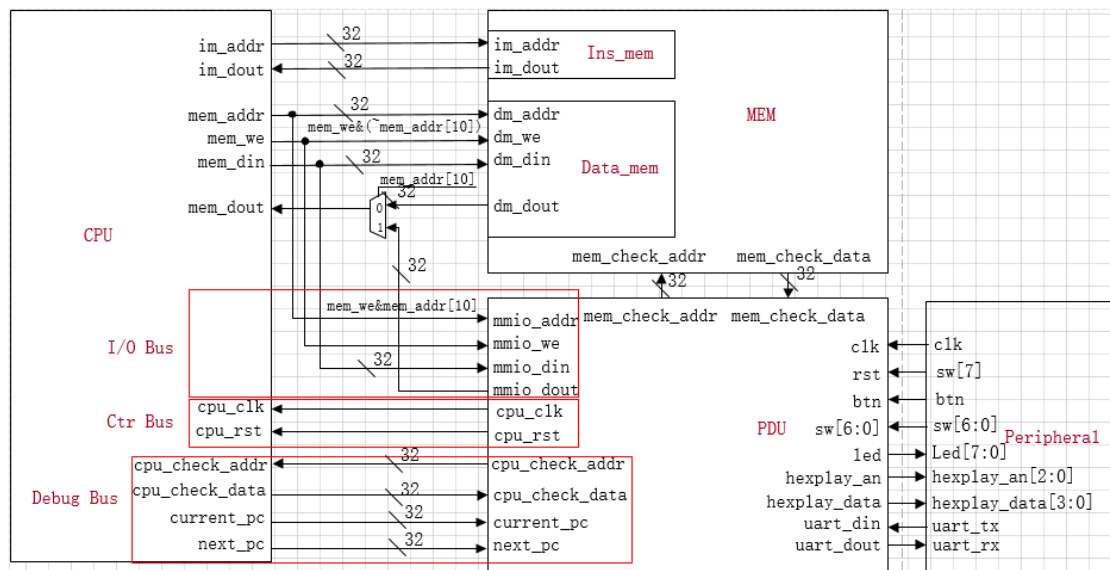 CPU
im_addr
im_dout
mem_addr
mem_we
mem_din
mem_dout
32
32
32
mem_we&(~mem_addr[10])
32
mem_addr[10]
32
0
1
32
im_addr
im_dout
Ins_mem
MEM
dm_addr
dm_we
dm_din
dm_dout
Data_mem
mem_check_addr
mem_check_data
32
32
I/O Bus
mem_we&mem_addr[10]
32
mmio_addr
mmio_we
mmio_din
mmio_dout
Ctr Bus
cpu_clk
cpu_rst
cpu_clk
cpu_rst
Debug Bus
cpu_check_addr
cpu_check_data
current_pc
next_pc
32
32
32
32
cpu_check_addr
cpu_check_data
current_pc
next_pc
mem_check_addr
mem_check_data
PDU
clk
rst
btn
sw[6:0]
led
hexplay_an
hexplay_data
uart_din
uart_dout
clk
sw[7]
btn
sw[6:0]
Peripheral
Led[7:0]
hexplay_an[2:0]
hexplay_data[3:0]
uart_tx
uart_rx